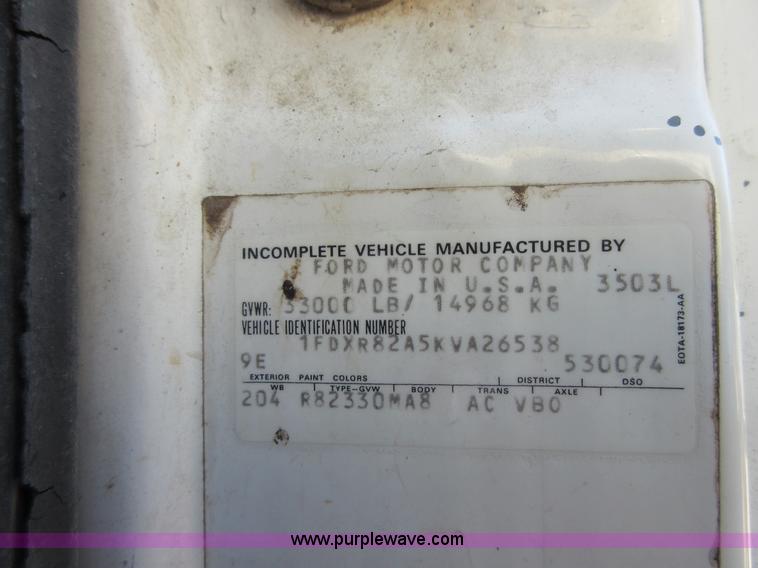 INCOMPLETE VEHICLE MANUFACTURED BY
FORD MOTOR COMPANY
MADE IN U.S.A. 3503L
GVWR: 33000 LB/ 14968 KG
VEHICLE IDENTIFICATION NUMBER
1FDXR82A5KVA26538
9E 530074
EXTERIOR PAINT COLORS DISTRICT DSO
WB TYPE-GVW BODY TRANS AXLE
204 R82330MA8 AC VB0
EOTA-18173-AA
www.purplewave.com